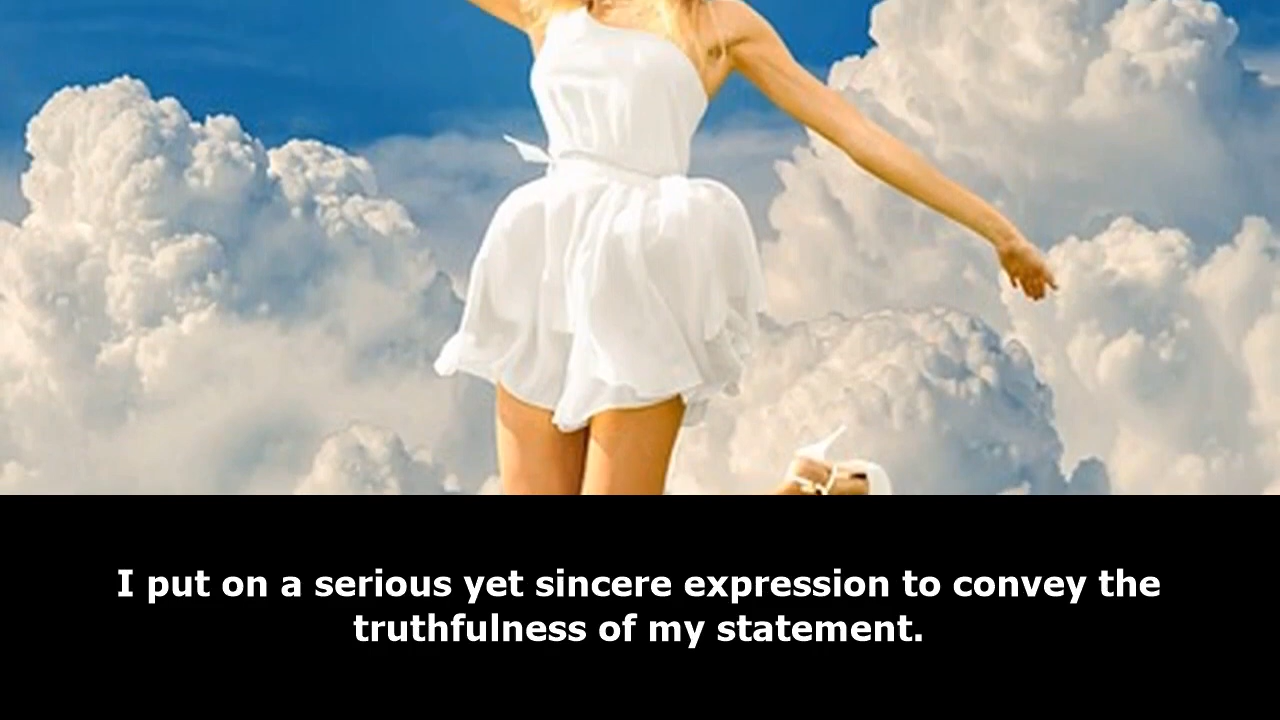 I put on a serious yet sincere expression to convey the
truthfulness of my statement.